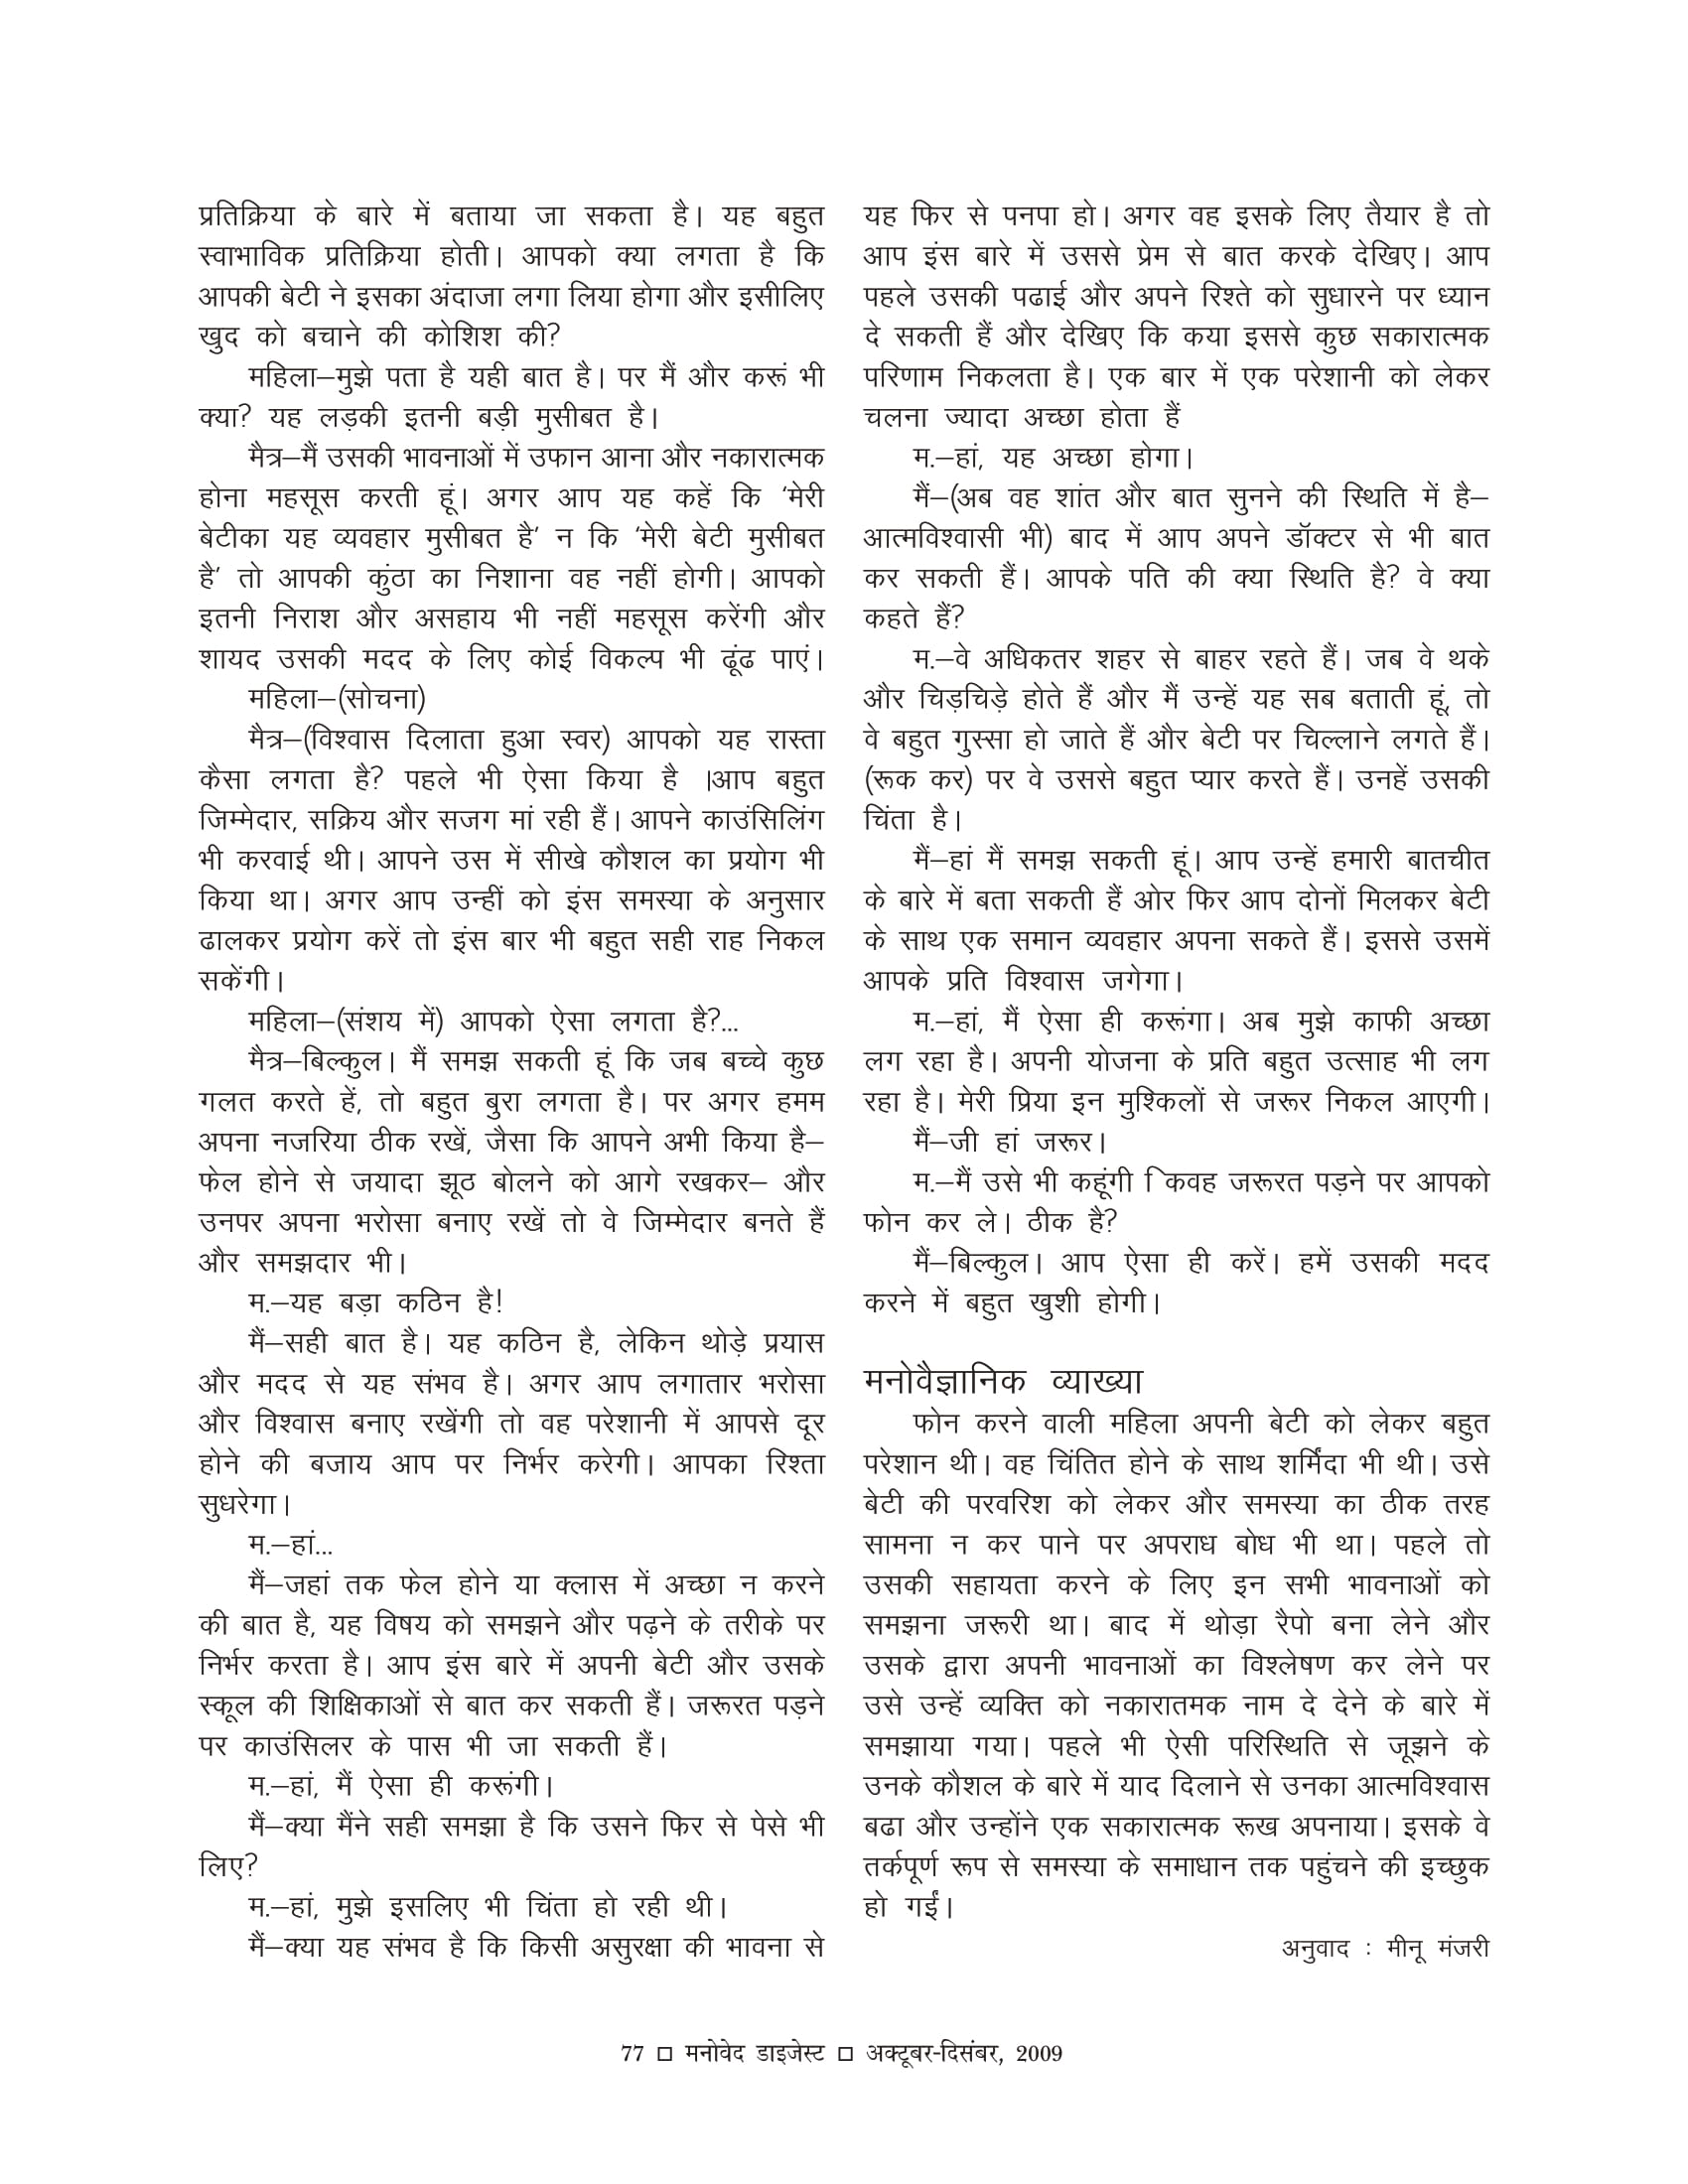 प्रतिक्रिया के बारे में बताया जा सकता है। यह बहुत
स्वाभाविक प्रतिक्रिया होती। आपको क्या लगता है कि
आपकी बेटी ने इसका अंदाजा लगा लिया होगा और इसीलिए
खुद को बचाने की कोशिश की?
महिला–मुझे पता है यही बात है। पर मैं और करूं भी
क्या? यह लड़की इतनी बड़ी मुसीबत है।
मैत्र–मैं उसकी भावनाओं में उफान आना और नकारात्मक
होना महसूस करती हूं। अगर आप यह कहें कि ‘मेरी
बेटीका यह व्यवहार मुसीबत है’ न कि ‘मेरी बेटी मुसीबत
है’ तो आपकी कुंठा का निशाना वह नहीं होगी। आपको
इतनी निराश और असहाय भी नहीं महसूस करेंगी और
शायद उसकी मदद के लिए कोई विकल्प भी ढूंढ पाएं।
महिला–(सोचना)
मैत्र–(विश्वास दिलाता हुआ स्वर) आपको यह रास्ता
कैसा लगता है? पहले भी ऐसा किया है ।आप बहुत
जिम्मेदार, सक्रिय और सजग मां रही हैं। आपने काउंसिलिंग
भी करवाई थी। आपने उस में सीखे कौशल का प्रयोग भी
किया था। अगर आप उन्हीं को इंस समस्या के अनुसार
ढालकर प्रयोग करें तो इंस बार भी बहुत सही राह निकल
सकेंगी।
महिला–(संशय में) आपको ऐसा लगता है?...
मैत्र–बिल्कुल। मैं समझ सकती हूं कि जब बच्चे कुछ
गलत करते हें, तो बहुत बुरा लगता है। पर अगर हमम
अपना नजरिया ठीक रखें, जैसा कि आपने अभी किया है–
फेल होने से जयादा झूठ बोलने को आगे रखकर– और
उनपर अपना भरोसा बनाए रखें तो वे जिम्मेदार बनते हैं
और समझदार भी।
म.–यह बड़ा कठिन है!
मैं–सही बात है। यह कठिन है, लेकिन थोड़े प्रयास
और मदद से यह संभव है। अगर आप लगातार भरोसा
और विश्वास बनाए रखेंगी तो वह परेशानी में आपसे दूर
होने की बजाय आप पर निर्भर करेगी। आपका रिश्ता
सुधरेगा।
म.–हां...
मैं–जहां तक फेल होने या क्लास में अच्छा न करने
की बात है, यह विषय को समझने और पढ़ने के तरीके पर
निर्भर करता है। आप इंस बारे में अपनी बेटी और उसके
स्कूल की शिक्षिकाओं से बात कर सकती हैं। जरूरत पड़ने
पर काउंसिलर के पास भी जा सकती हैं।
म.–हां, मैं ऐसा ही करूंगी।
मैं–क्या मैंने सही समझा है कि उसने फिर से पेसे भी
लिए?
म.–हां, मुझे इसलिए भी चिंता हो रही थी।
मैं–क्या यह संभव है कि किसी असुरक्षा की भावना से
यह फिर से पनपा हो। अगर वह इसके लिए तैयार है तो
आप इंस बारे में उससे प्रेम से बात करके देखिए। आप
पहले उसकी पढाई और अपने रिश्ते को सुधारने पर ध्यान
दे सकती हैं और देखिए कि कया इससे कुछ सकारात्मक
परिणाम निकलता है। एक बार में एक परेशानी को लेकर
चलना ज्यादा अच्छा होता हैं
म.–हां, यह अच्छा होगा।
मैं–(अब वह शांत और बात सुनने की स्थिति में है–
आत्मविश्वासी भी) बाद में आप अपने डॉक्टर से भी बात
कर सकती हैं। आपके पति की क्या स्थिति है? वे क्या
कहते हैं?
म.–वे अधिकतर शहर से बाहर रहते हैं। जब वे थके
और चिड़चिड़े होते हैं और मैं उन्हें यह सब बताती हूं, तो
वे बहुत गुस्सा हो जाते हैं और बेटी पर चिल्लाने लगते हैं।
(रूक कर) पर वे उससे बहुत प्यार करते हैं। उनहें उसकी
चिंता है।
मैं–हां मैं समझ सकती हूं। आप उन्हें हमारी बातचीत
के बारे में बता सकती हैं ओर फिर आप दोनों मिलकर बेटी
के साथ एक समान व्यवहार अपना सकते हैं। इससे उसमें
आपके प्रति विश्वास जगेगा।
म.–हां, मैं ऐसा ही करूंगा। अब मुझे काफी अच्छा
लग रहा है। अपनी योजना के प्रति बहुत उत्साह भी लग
रहा है। मेरी प्रिया इन मुश्किलों से जरूर निकल आएगी।
मैं–जी हां जरूर।
म.–मैं उसे भी कहूंगी िकवह जरूरत पड़ने पर आपको
फोन कर ले। ठीक है?
मैं–बिल्कुल। आप ऐसा ही करें। हमें उसकी मदद
करने में बहुत खुशी होगी।
मनोवैज्ञानिक व्याख्या
फोन करने वाली महिला अपनी बेटी को लेकर बहुत
परेशान थी। वह चिंतित होने के साथ शर्मिंदा भी थी। उसे
बेटी की परवरिश को लेकर और समस्या का ठीक तरह
सामना न कर पाने पर अपराध बोध भी था। पहले तो
उसकी सहायता करने के लिए इन सभी भावनाओं को
समझना जरूरी था। बाद में थोड़ा रैपो बना लेने और
उसके द्वारा अपनी भावनाओं का विश्लेषण कर लेने पर
उसे उन्हें व्यक्ति को नकारातमक नाम दे देने के बारे में
समझाया गया। पहले भी ऐसी परिस्थिति से जूझने के
उनके कौशल के बारे में याद दिलाने से उनका आत्मविश्वास
बढा और उन्होंने एक सकारात्मक रूख अपनाया। इसके वे
तर्कपूर्ण रूप से समस्या के समाधान तक पहुंचने की इच्छुक
हो गईं।
अनुवाद : मीनू मंजरी
77 □ मनोवेद डाइजेस्ट □ अक्टूबर-दिसंबर, 2009